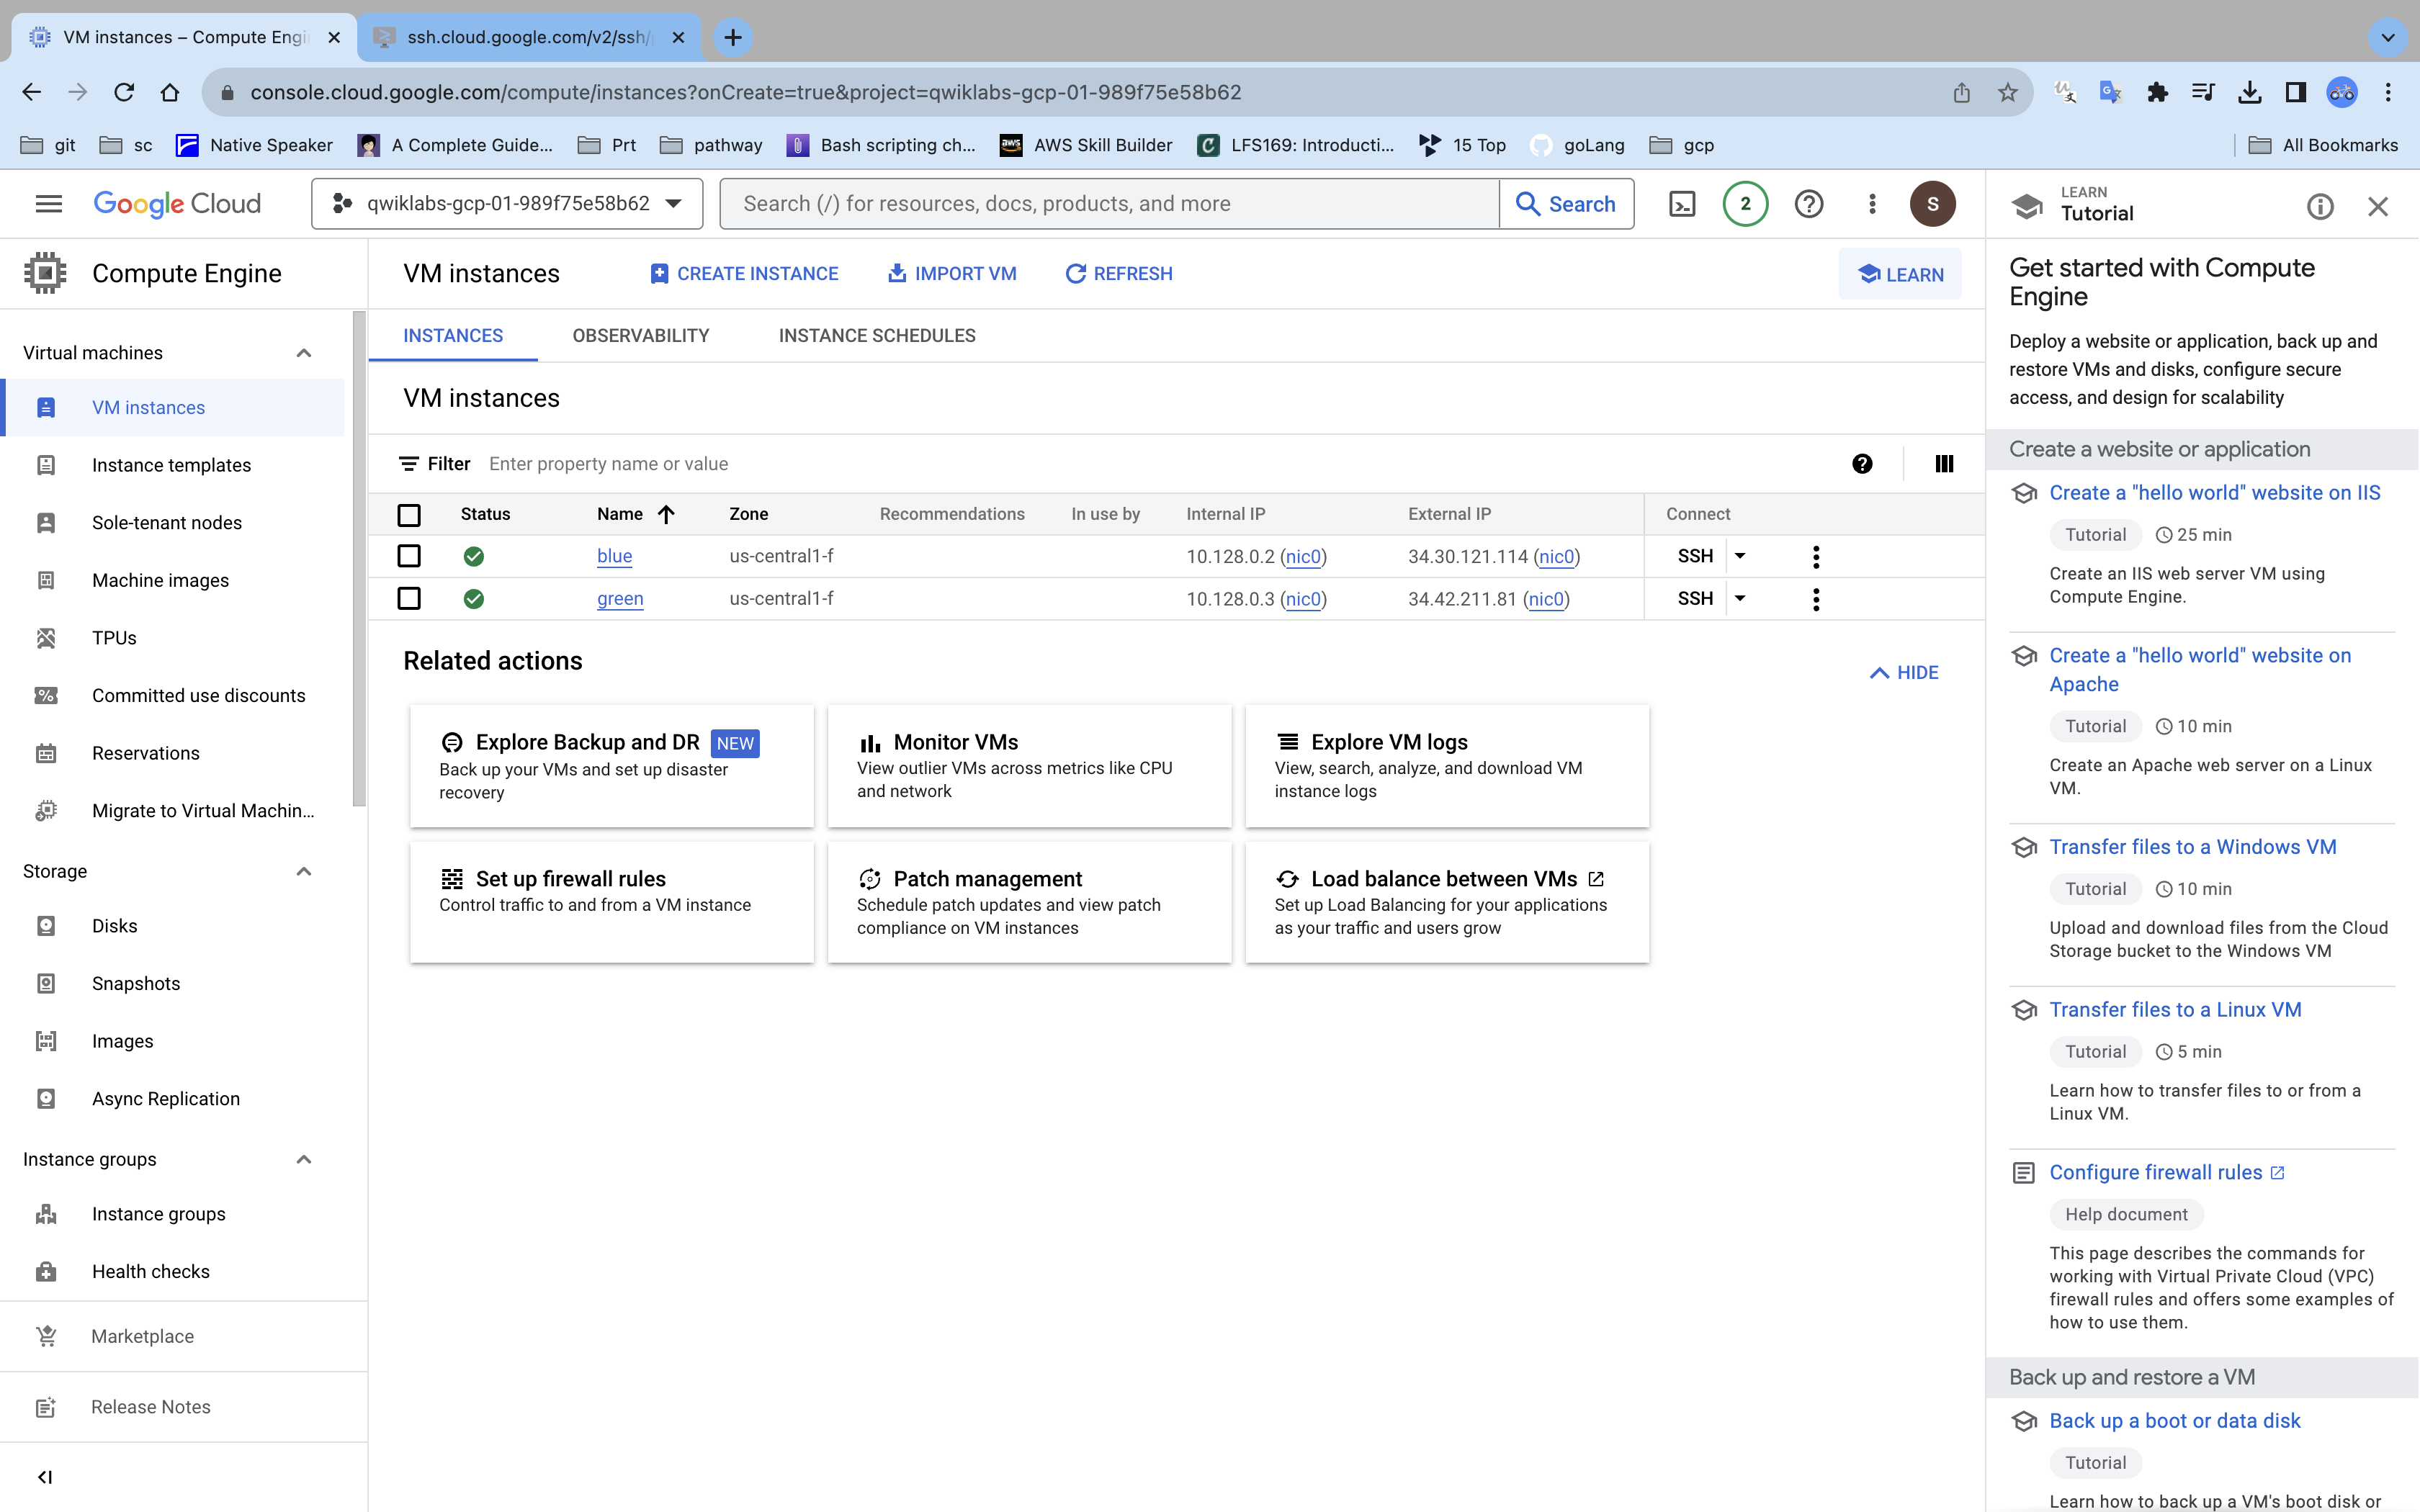 VM instances – Compute Engi
ssh.cloud.google.com/v2/ssh/
console.cloud.google.com/compute/instances?onCreate=true&project=qwiklabs-gcp-01-989f75e58b62
git
sc
Native Speaker
A Complete Guide...
Prt
pathway
Bash scripting ch...
AWS Skill Builder
LFS169: Introducti...
15 Top
goLang
gcp
All Bookmarks
Google Cloud
qwiklabs-gcp-01-989f75e58b62
Search (/) for resources, docs, products, and more
Search
2
S
Compute Engine
Virtual machines
VM instances
Instance templates
Sole-tenant nodes
Machine images
TPUs
Committed use discounts
Reservations
Migrate to Virtual Machin...
Storage
Disks
Snapshots
Images
Async Replication
Instance groups
Instance groups
Health checks
Marketplace
Release Notes
VM instances
CREATE INSTANCE
IMPORT VM
REFRESH
LEARN
INSTANCES
OBSERVABILITY
INSTANCE SCHEDULES
VM instances
Filter Enter property name or value
Status Name Zone Recommendations In use by Internal IP External IP Connect
blue us-central1-f 10.128.0.2 (nic0) 34.30.121.114 (nic0) SSH
green us-central1-f 10.128.0.3 (nic0) 34.42.211.81 (nic0) SSH
Related actions
HIDE
Explore Backup and DR NEW
Back up your VMs and set up disaster
recovery
Monitor VMs
View outlier VMs across metrics like CPU
and network
Explore VM logs
View, search, analyze, and download VM
instance logs
Set up firewall rules
Control traffic to and from a VM instance
Patch management
Schedule patch updates and view patch
compliance on VM instances
Load balance between VMs
Set up Load Balancing for your applications
as your traffic and users grow
LEARN
Tutorial
Get started with Compute
Engine
Deploy a website or application, back up and
restore VMs and disks, configure secure
access, and design for scalability
Create a website or application
Create a "hello world" website on IIS
Tutorial 25 min
Create an IIS web server VM using
Compute Engine.
Create a "hello world" website on
Apache
Tutorial 10 min
Create an Apache web server on a Linux
VM.
Transfer files to a Windows VM
Tutorial 10 min
Upload and download files from the Cloud
Storage bucket to the Windows VM
Transfer files to a Linux VM
Tutorial 5 min
Learn how to transfer files to or from a
Linux VM.
Configure firewall rules
Help document
This page describes the commands for
working with Virtual Private Cloud (VPC)
firewall rules and offers some examples of
how to use them.
Back up and restore a VM
Back up a boot or data disk
Tutorial
Learn how to back up a VM's boot disk or